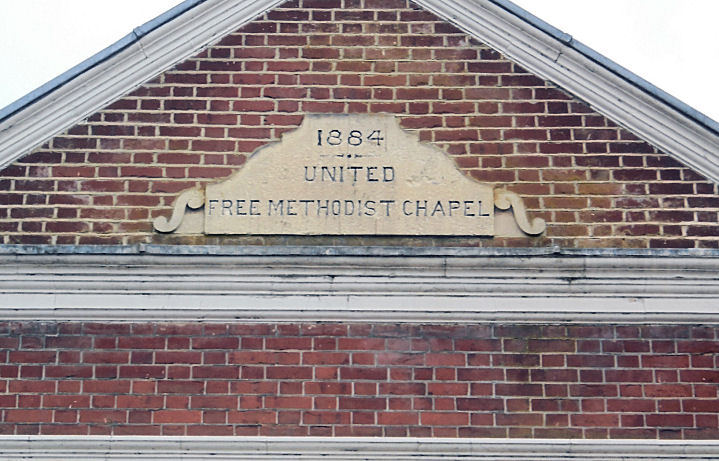 1884
UNITED
FREE METHODIST CHAPEL